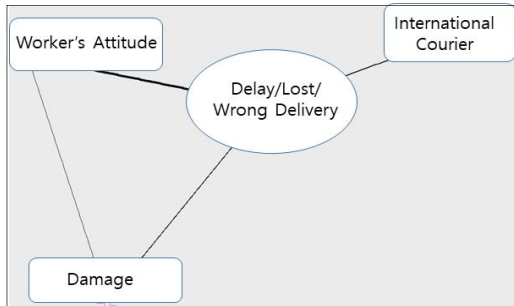 International
Courier
Worker's Attitude
Delay/Lost/
Wrong Delivery
Damage